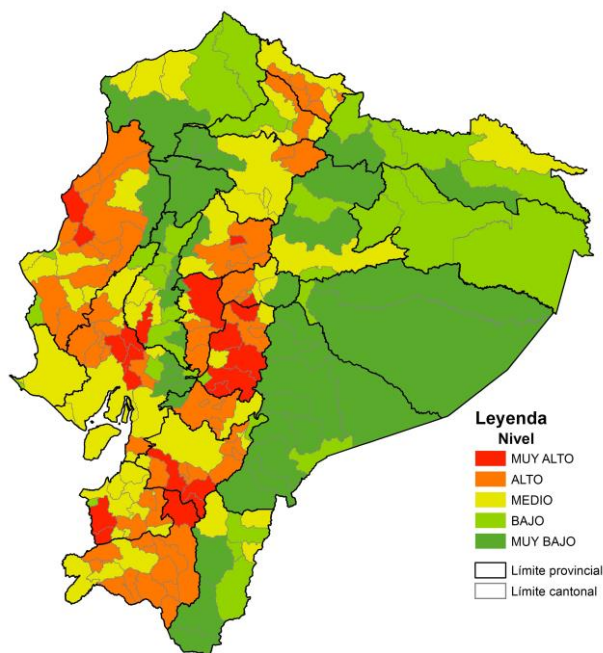 Leyenda
Nivel
MUY ALTO
ALTO
MEDIO
BAJO
MUY BAJO
Límite provincial
Límite cantonal